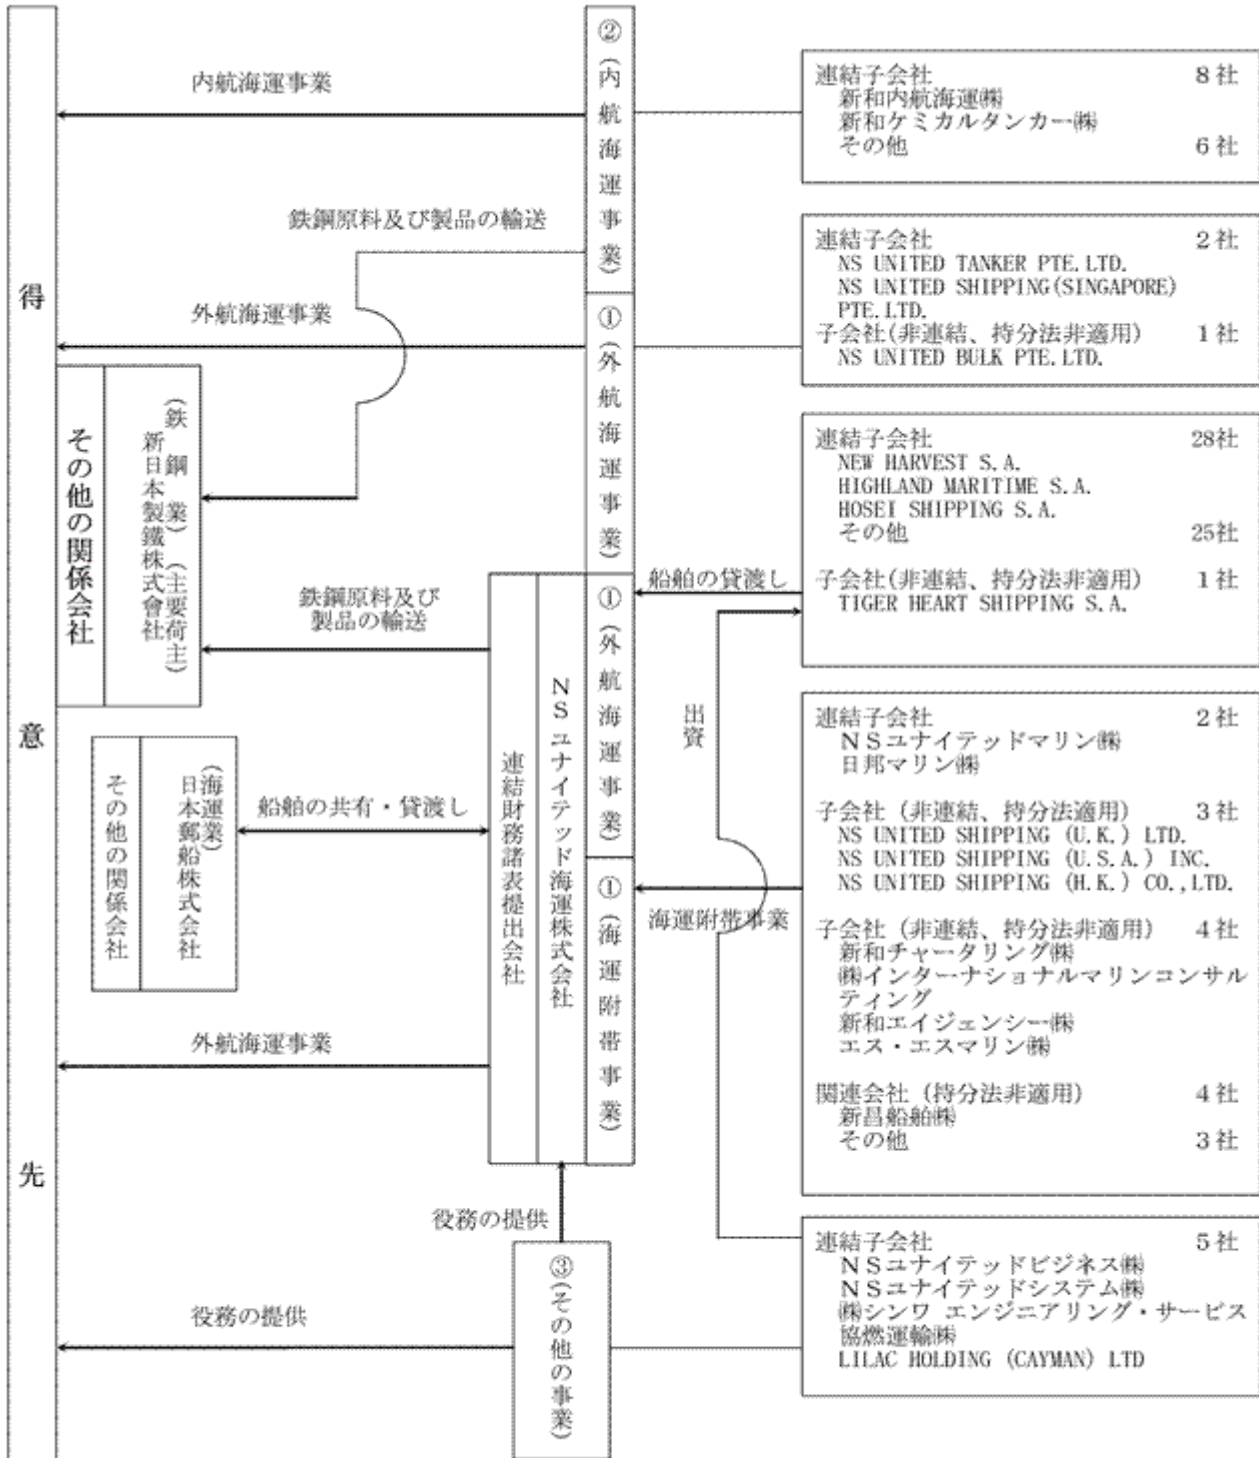 得意先
内航海運事業
鉄鋼原料及び製品の輸送
外航海運事業
その他の関係会社
新日本製鐵株式會社
(鉄鋼業)(主要荷主)
鉄鋼原料及び
製品の輸送
その他の関係会社
日本郵船株式会社
(海運業)
船舶の共有・貸渡し
外航海運事業
役務の提供
役務の提供
②(内航海運事業)
①(外航海運事業)
①(外航海運事業)
①(海運附帯事業)
連結財務諸表提出会社
NSユナイテッド海運株式会社
③(その他の事業)
船舶の貸渡し
出資
海運附帯事業
連結子会社 8社
新和内航海運㈱
新和ケミカルタンカー㈱
その他 6社
連結子会社 2社
NS UNITED TANKER PTE.LTD.
NS UNITED SHIPPING(SINGAPORE)
PTE.LTD.
子会社(非連結、持分法非適用) 1社
NS UNITED BULK PTE.LTD.
連結子会社 28社
NEW HARVEST S.A.
HIGHLAND MARITIME S.A.
HOSEI SHIPPING S.A.
その他 25社
子会社(非連結、持分法非適用) 1社
TIGER HEART SHIPPING S.A.
連結子会社 2社
NSユナイテッドマリン㈱
日邦マリン㈱
子会社(非連結、持分法適用) 3社
NS UNITED SHIPPING (U.K.) LTD.
NS UNITED SHIPPING (U.S.A.) INC.
NS UNITED SHIPPING (H.K.) CO.,LTD.
子会社(非連結、持分法非適用) 4社
新和チャータリング㈱
㈱インターナショナルマリンコンサル
ティング
新和エイジェンシー㈱
エス・エスマリン㈱
関連会社(持分法非適用) 4社
新昌船舶㈱
その他 3社
連結子会社 5社
NSユナイテッドビジネス㈱
NSユナイテッドシステム㈱
㈱シンワ エンジニアリング・サービス
協燃運輸㈱
LILAC HOLDING (CAYMAN) LTD